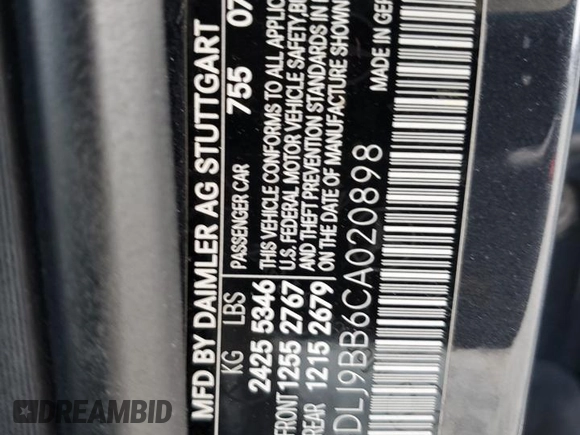 MFD BY DAIMLER AG STUTTGART
755 07
KG LBS PASSENGER CAR
2425 5346 THIS VEHICLE CONFORMS TO ALL APPLIC
FRONT 1255 2767 U.S. FEDERAL MOTOR VEHICLE SAFETY, BU
REAR 1215 2679 AND THEFT PREVENTION STANDARDS IN
ON THE DATE OF MANUFACTURE SHOWN
DLJ9BB6CA020898 MADE IN GER
© DIASTAT.COM